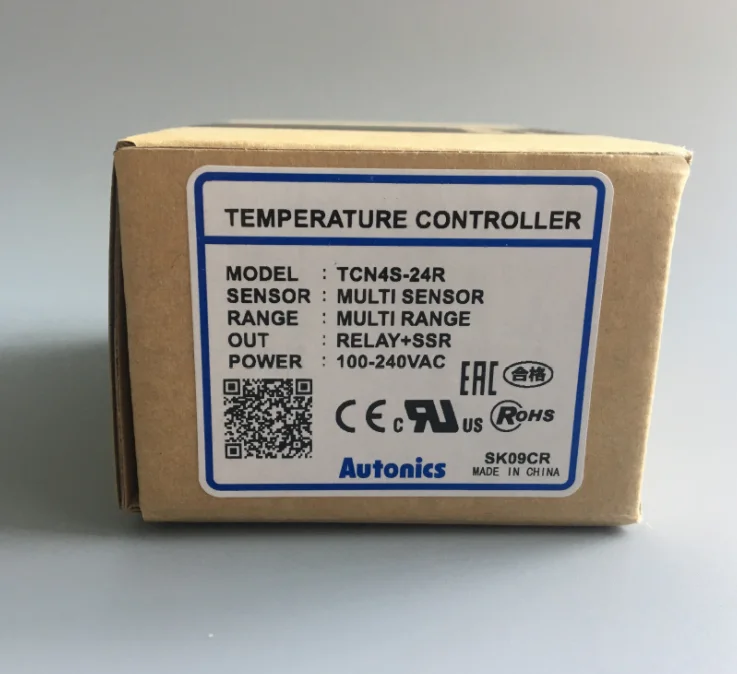 TEMPERATURE CONTROLLER
MODEL : TCN4S-24R
SENSOR : MULTI SENSOR
RANGE : MULTI RANGE
OUT : RELAY+SSR
POWER : 100-240VAC
EAC 合格
CE c RU US RoHS
Autonics
SK09CR
MADE IN CHINA